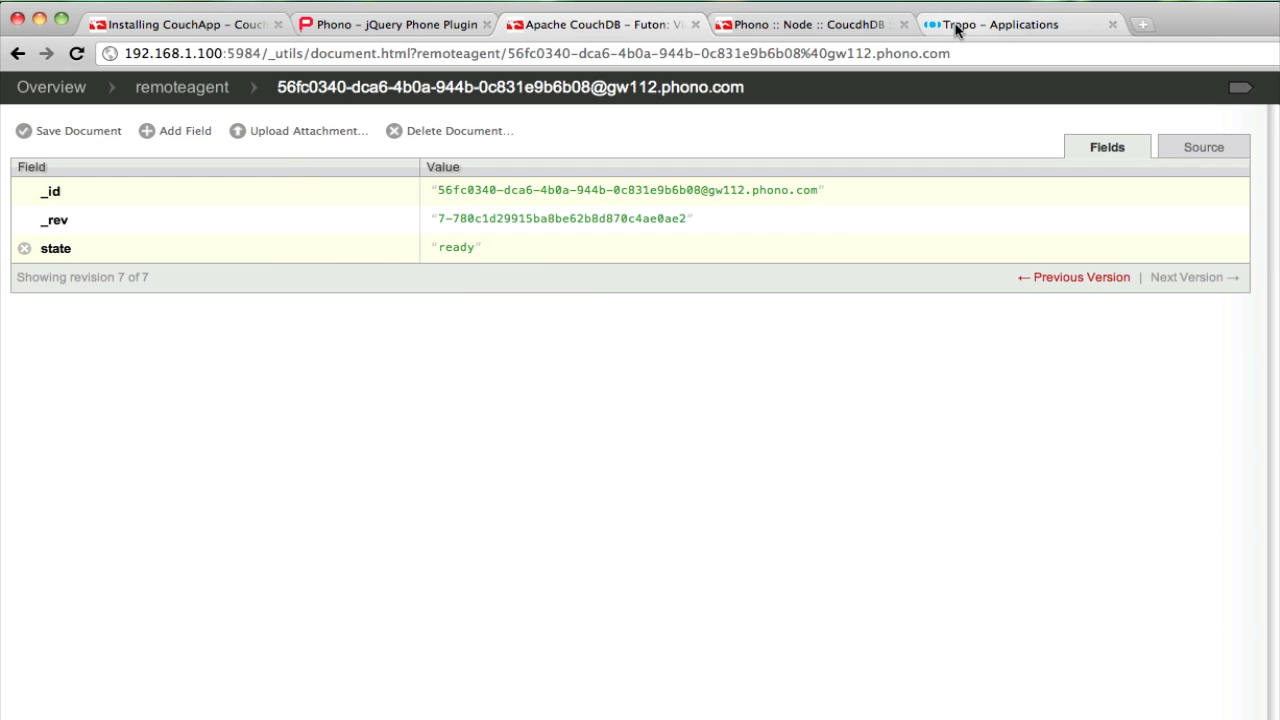 Installing CouchApp – Couch
Phono – jQuery Phone Plugin
Apache CouchDB – Futon: Vi
Phono :: Node :: CoucdhDB
Tropo – Applications
192.168.1.100:5984/_utils/document.html?remoteagent/56fc0340-dca6-4b0a-944b-0c831e9b6b08%40gw112.phono.com
Overview
remoteagent
56fc0340-dca6-4b0a-944b-0c831e9b6b08@gw112.phono.com
Save Document
Add Field
Upload Attachment...
Delete Document...
Fields
Source
Field
Value
_id
"56fc0340-dca6-4b0a-944b-0c831e9b6b08@gw112.phono.com"
_rev
"7-780c1d29915ba8be62b8d870c4ae0ae2"
state
"ready"
Showing revision 7 of 7
← Previous Version | Next Version →